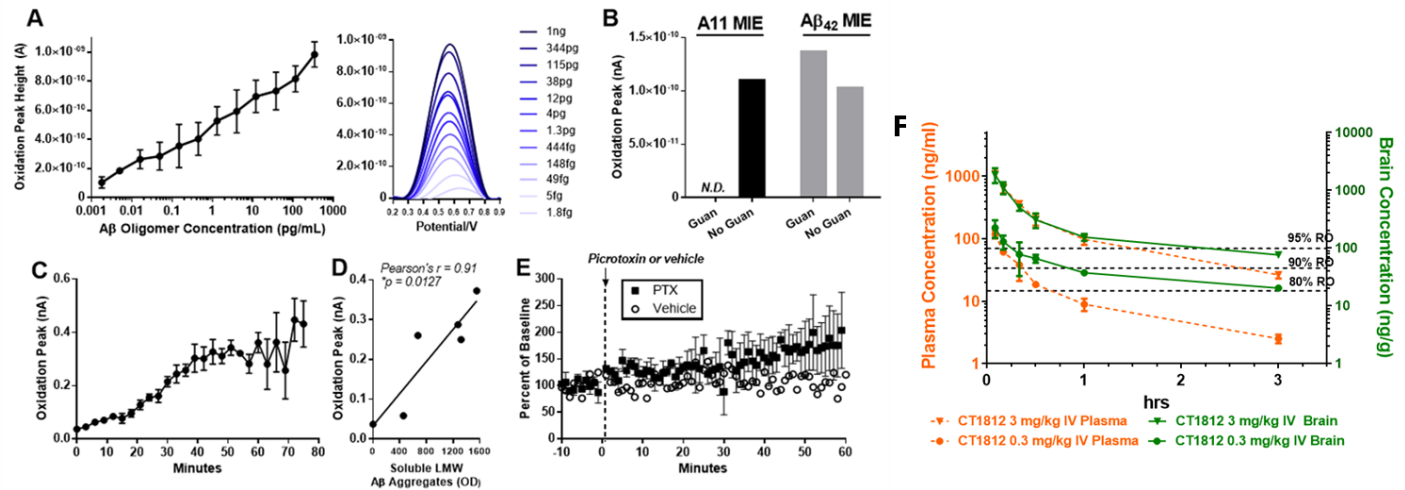 A
Oxidation Peak Height (A)
1.0×10⁻⁰⁹
8.0×10⁻¹⁰
6.0×10⁻¹⁰
4.0×10⁻¹⁰
2.0×10⁻¹⁰
0
0.001 0.01 0.1 1 10 100 1000
Aβ Oligomer Concentration (pg/mL)
1.0×10⁻⁰⁹
8.0×10⁻¹⁰
6.0×10⁻¹⁰
4.0×10⁻¹⁰
2.0×10⁻¹⁰
0
0.2 0.3 0.4 0.5 0.6 0.7 0.8 0.9
Potential/V
1ng
344pg
115pg
38pg
12pg
4pg
1.3pg
444fg
148fg
49fg
5fg
1.8fg
B
A11 MIE Aβ₄₂ MIE
Oxidation Peak (nA)
1.5×10⁻¹⁰
1.0×10⁻¹⁰
5.0×10⁻¹¹
0
N.D.
Guan No Guan Guan No Guan
C
Oxidation Peak (nA)
0.6
0.4
0.2
0.0
0 10 20 30 40 50 60 70 80
Minutes
D
Pearson's r = 0.91
*p = 0.0127
Oxidation Peak (nA)
0.4
0.3
0.2
0.1
0.0
0 400 800 1200 1600
Soluble LMW
Aβ Aggregates (OD)
E
Picrotoxin or vehicle
PTX
Vehicle
Percent of Baseline
300
250
200
150
100
50
0
-10 0 10 20 30 40 50 60
Minutes
F
Plasma Concentration (ng/ml)
1000
100
10
1
Brain Concentration (ng/g)
10000
1000
100
10
1
95% RO
90% RO
80% RO
0 1 2 3
hrs
CT1812 3 mg/kg IV Plasma CT1812 3 mg/kg IV Brain
CT1812 0.3 mg/kg IV Plasma CT1812 0.3 mg/kg IV Brain